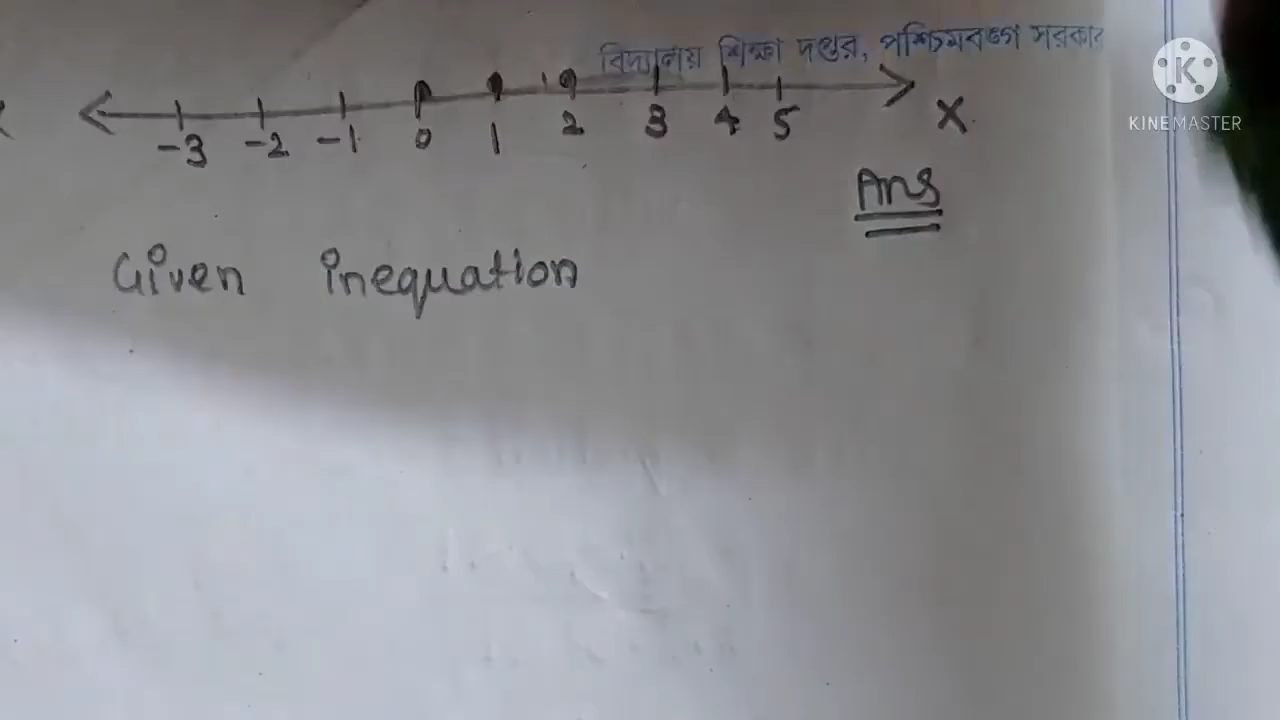 বিদ্যালয় শিক্ষা দপ্তর, পশ্চিমবঙ্গ সরকার
-3 -2 -1 0 1 2 3 4 5 X
KINEMASTER
Ans
Given inequation